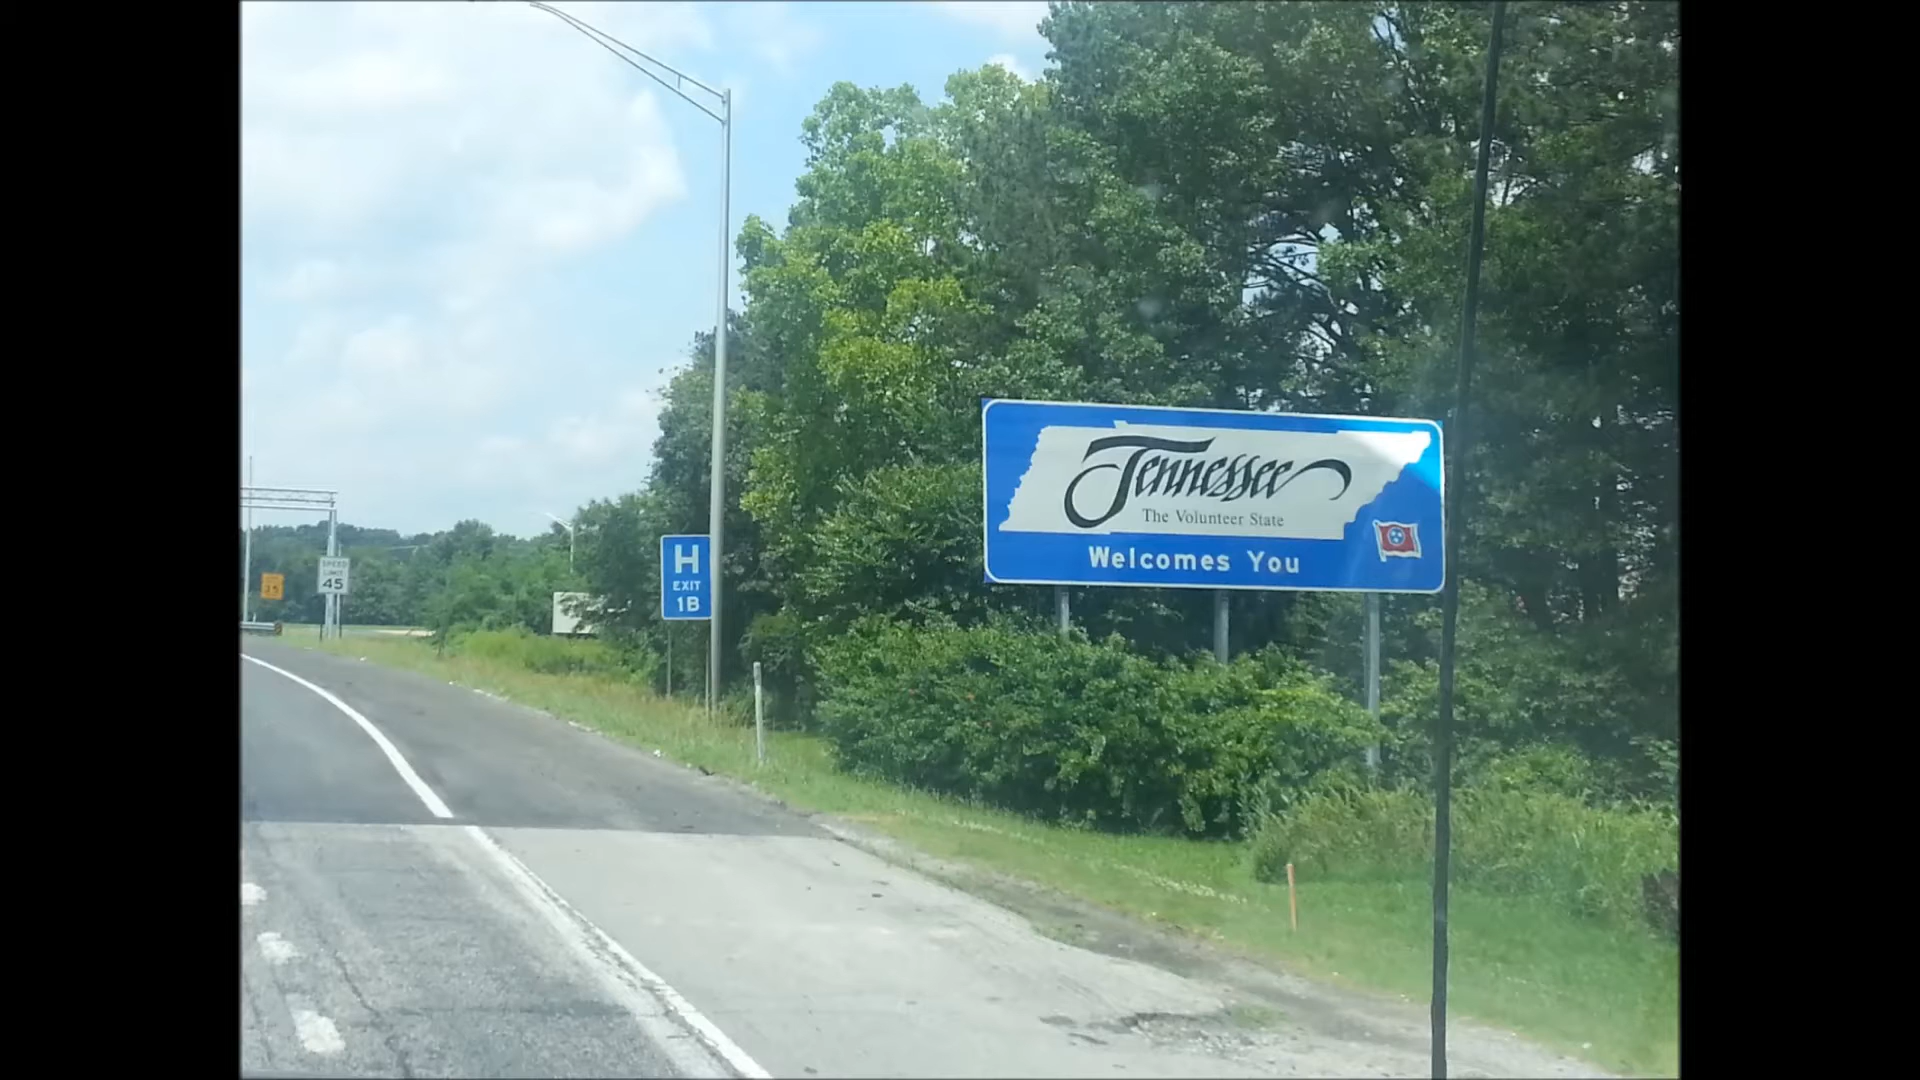 Tennessee
The Volunteer State
Welcomes You
H
EXIT
1B
SPEED
LIMIT
45